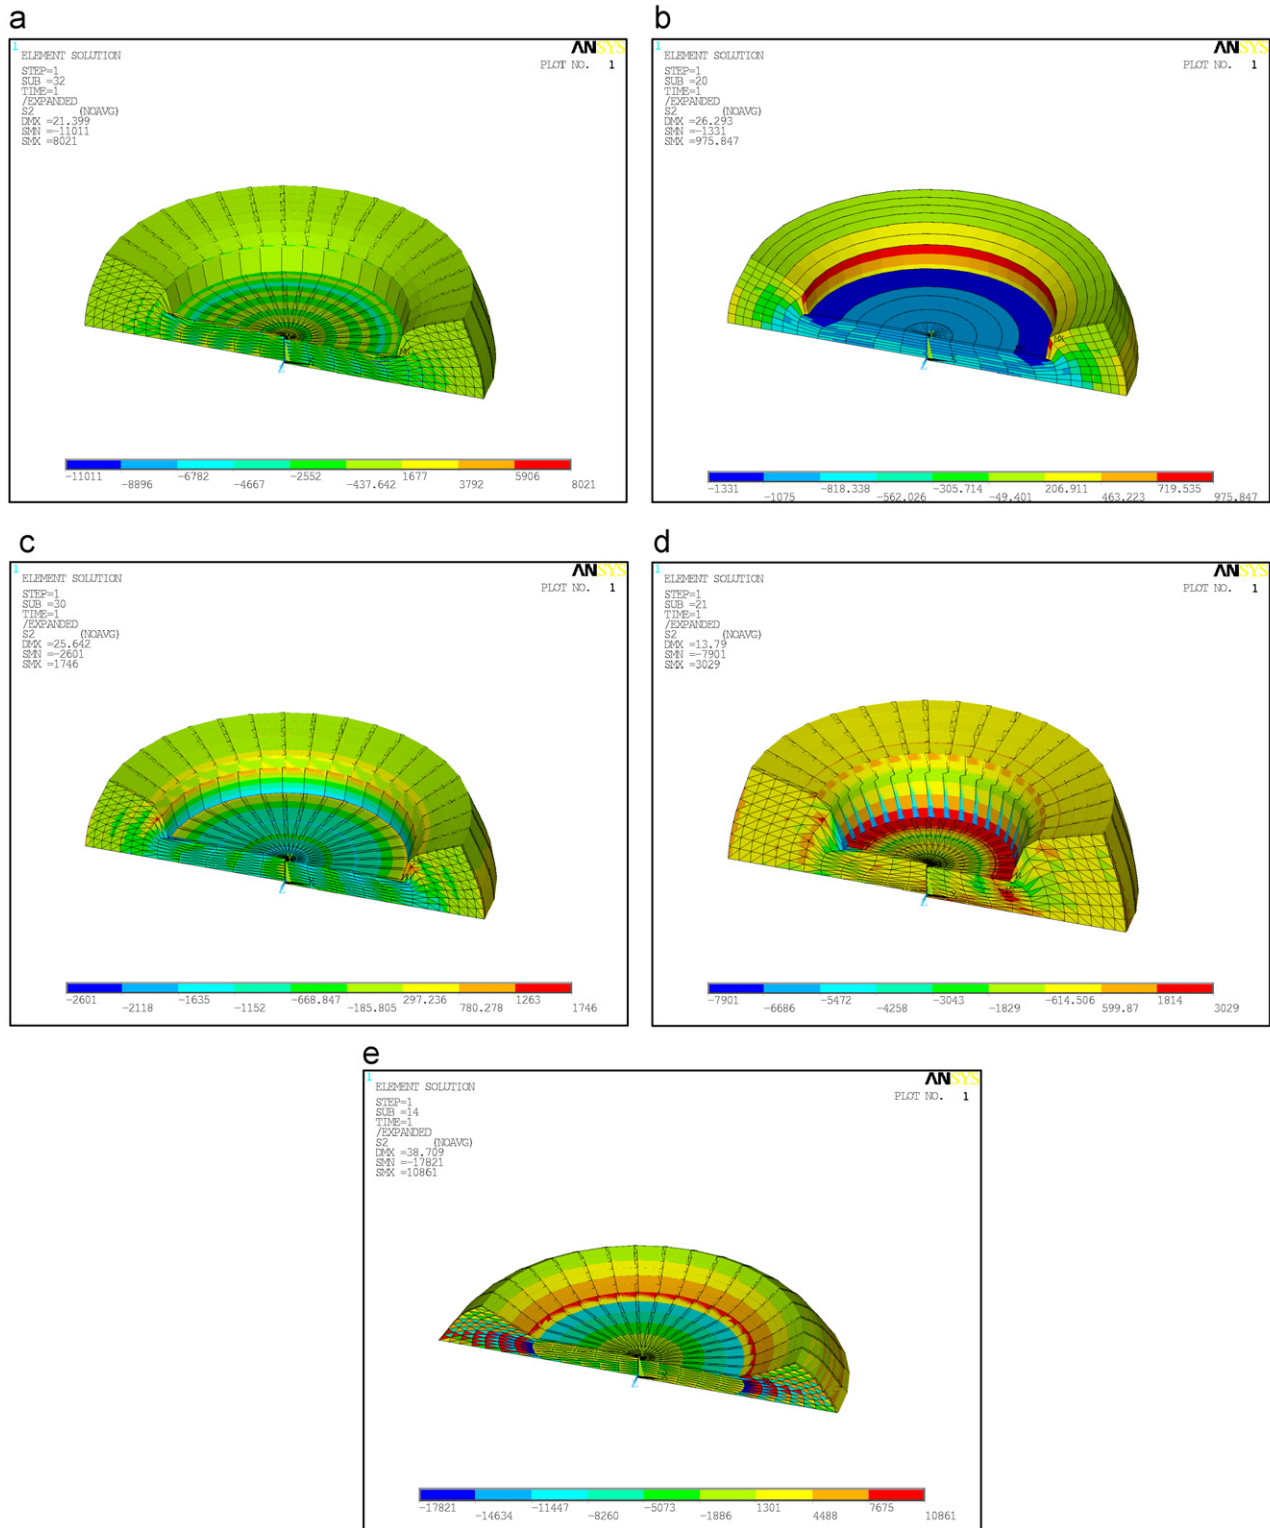 a
1
ANSYS
ELEMENT SOLUTION
PLOT NO. 1
STEP=1
SUB =32
TIME=1
/EXPANDED
S2 (NOAVG)
DMX =21.399
SMN =-11011
SMX =8021
Z
-11011 -6782 -2552 1677 5906
-8896 -4667 -437.642 3792 8021
b
1
ANSYS
ELEMENT SOLUTION
PLOT NO. 1
STEP=1
SUB =20
TIME=1
/EXPANDED
S2 (NOAVG)
DMX =26.293
SMN =-1331
SMX =975.847
MX
Z
-1331 -818.338 -305.714 206.911 719.535
-1075 -562.026 -49.401 463.223 975.847
c
1
ANSYS
ELEMENT SOLUTION
PLOT NO. 1
STEP=1
SUB =30
TIME=1
/EXPANDED
S2 (NOAVG)
DMX =25.642
SMN =-2601
SMX =1746
Z
-2601 -1635 -668.847 297.236 1263
-2118 -1152 -185.805 780.278 1746
d
1
ANSYS
ELEMENT SOLUTION
PLOT NO. 1
STEP=1
SUB =21
TIME=1
/EXPANDED
S2 (NOAVG)
DMX =13.79
SMN =-7901
SMX =3029
Z
-7901 -5472 -3043 -614.506 1814
-6686 -4258 -1829 599.87 3029
e
1
ANSYS
ELEMENT SOLUTION
PLOT NO. 1
STEP=1
SUB =14
TIME=1
/EXPANDED
S2 (NOAVG)
DMX =38.709
SMN =-17821
SMX =10861
Z
-17821 -11447 -5073 1301 7675
-14634 -8260 -1886 4488 10861